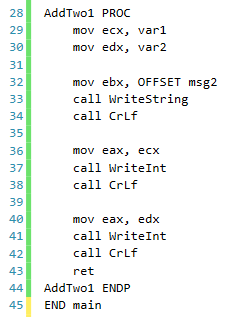 28 AddTwo1 PROC
29     mov ecx, var1
30     mov edx, var2
31
32     mov ebx, OFFSET msg2
33     call WriteString
34     call CrLf
35
36     mov eax, ecx
37     call WriteInt
38     call CrLf
39
40     mov eax, edx
41     call WriteInt
42     call CrLf
43     ret
44 AddTwo1 ENDP
45 END main